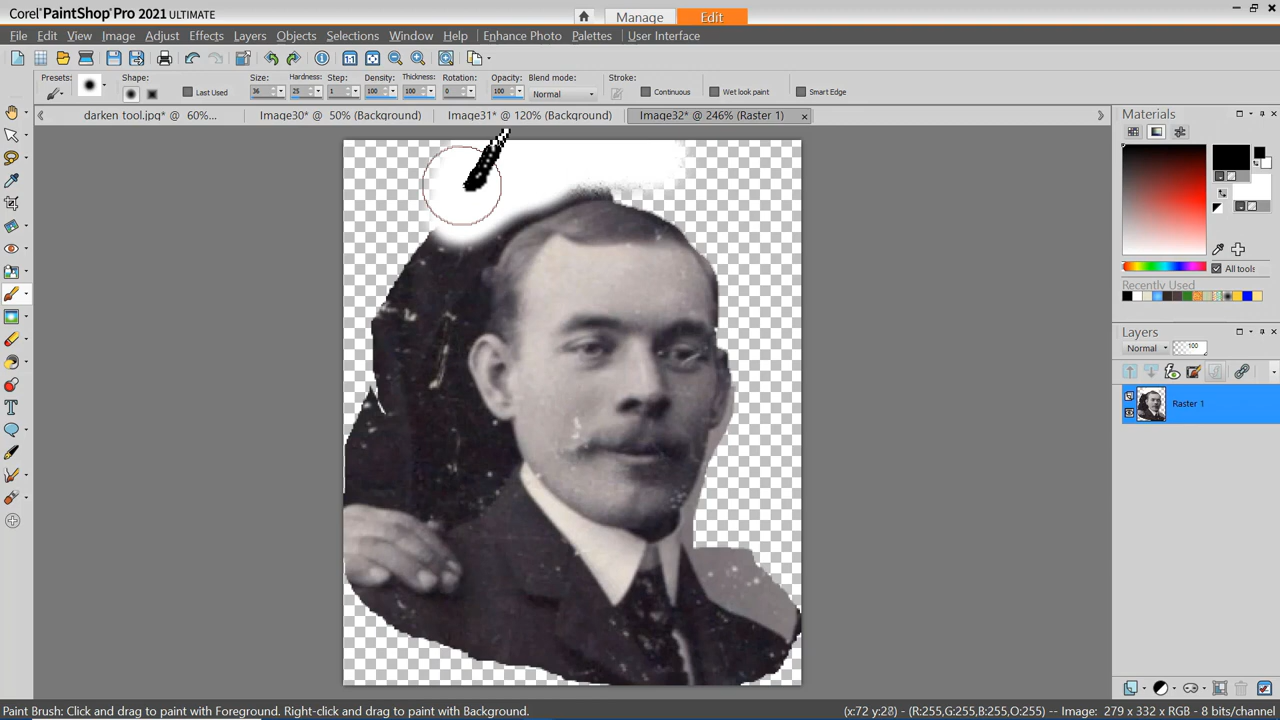 Corel® PaintShop® Pro 2021 ULTIMATE
Manage
Edit
File Edit View Image Adjust Effects Layers Objects Selections Window Help Enhance Photo Palettes User Interface
Presets: Shape: Size: Hardness: Step: Density: Thickness: Rotation: Opacity: Blend mode: Stroke:
Last Used 36 25 1 100 100 0 100 Normal Continuous Wet look paint Smart Edge
darken tool.jpg* @ 60%...
Image30* @ 50% (Background)
Image31* @ 120% (Background)
Image32* @ 246% (Raster 1)
Materials
All tools
Recently Used
Layers
Normal 100
Raster 1
Paint Brush: Click and drag to paint with Foreground. Right-click and drag to paint with Background.
(x:72 y:28) - (R:255,G:255,B:255,O:255) -- Image: 279 x 332 x RGB - 8 bits/channel